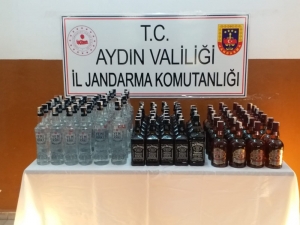 T.C.
AYDIN VALİLİĞİ
İL JANDARMA KOMUTANLIĞI